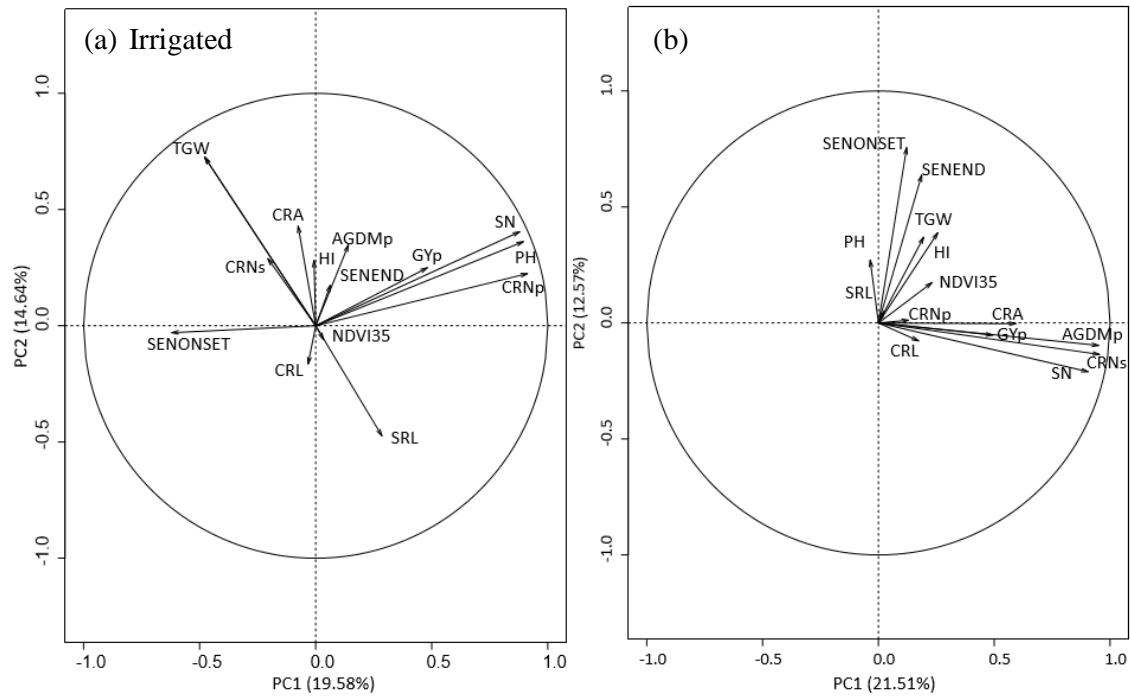 (a) Irrigated
1.0
0.5
0.0
-0.5
-1.0
PC2 (14.64%)
TGW
CRA
CRNs
HI
AGDMp
SENEND
GYp
SN
PH
CRNp
SENONSET
NDVI35
CRL
SRL
-1.0
-0.5
0.0
0.5
1.0
PC1 (19.58%)
(b)
1.0
0.5
0.0
-0.5
-1.0
PC2 (12.57%)
SENONSET
SENEND
TGW
PH
HI
SRL
NDVI35
CRNp
CRA
CRL
GYp
AGDMp
CRNs
SN
-1.0
-0.5
0.0
0.5
1.0
PC1 (21.51%)